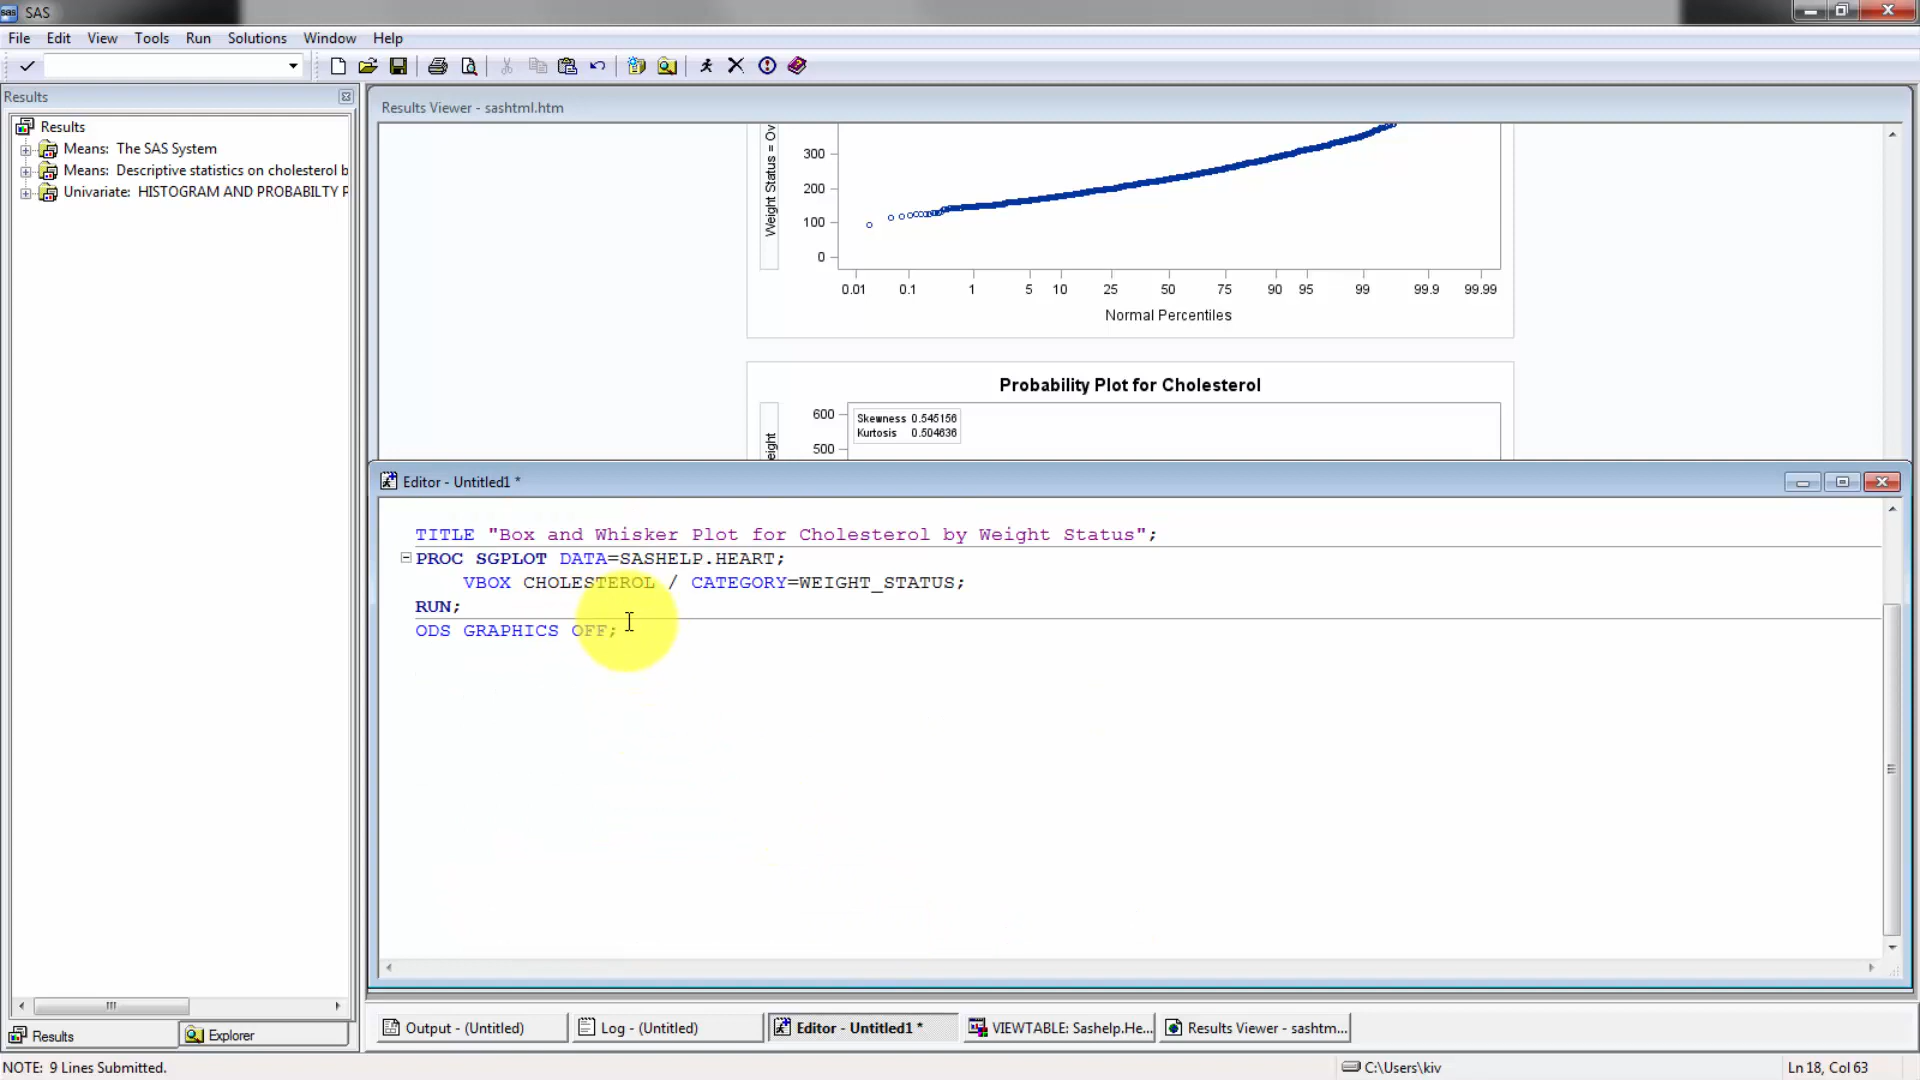 SAS
File Edit View Tools Run Solutions Window Help
Results
Results
Means: The SAS System
Means: Descriptive statistics on cholesterol b
Univariate: HISTOGRAM AND PROBABILTY P
Results
Explorer
Results Viewer - sashtml.htm
Weight Status = Ov
300
200
100
0
0.01 0.1 1 5 10 25 50 75 90 95 99 99.9 99.99
Normal Percentiles
Probability Plot for Cholesterol
600
500
Skewness 0.545156
Kurtosis 0.504636
eight
Editor - Untitled1 *
TITLE "Box and Whisker Plot for Cholesterol by Weight Status";
PROC SGPLOT DATA=SASHELP.HEART;
VBOX CHOLESTEROL / CATEGORY=WEIGHT_STATUS;
RUN;
ODS GRAPHICS OFF;
Output - (Untitled)
Log - (Untitled)
Editor - Untitled1 *
VIEWTABLE: Sashelp.He...
Results Viewer - sashtm...
NOTE: 9 Lines Submitted.
C:\Users\kiv
Ln 18, Col 63